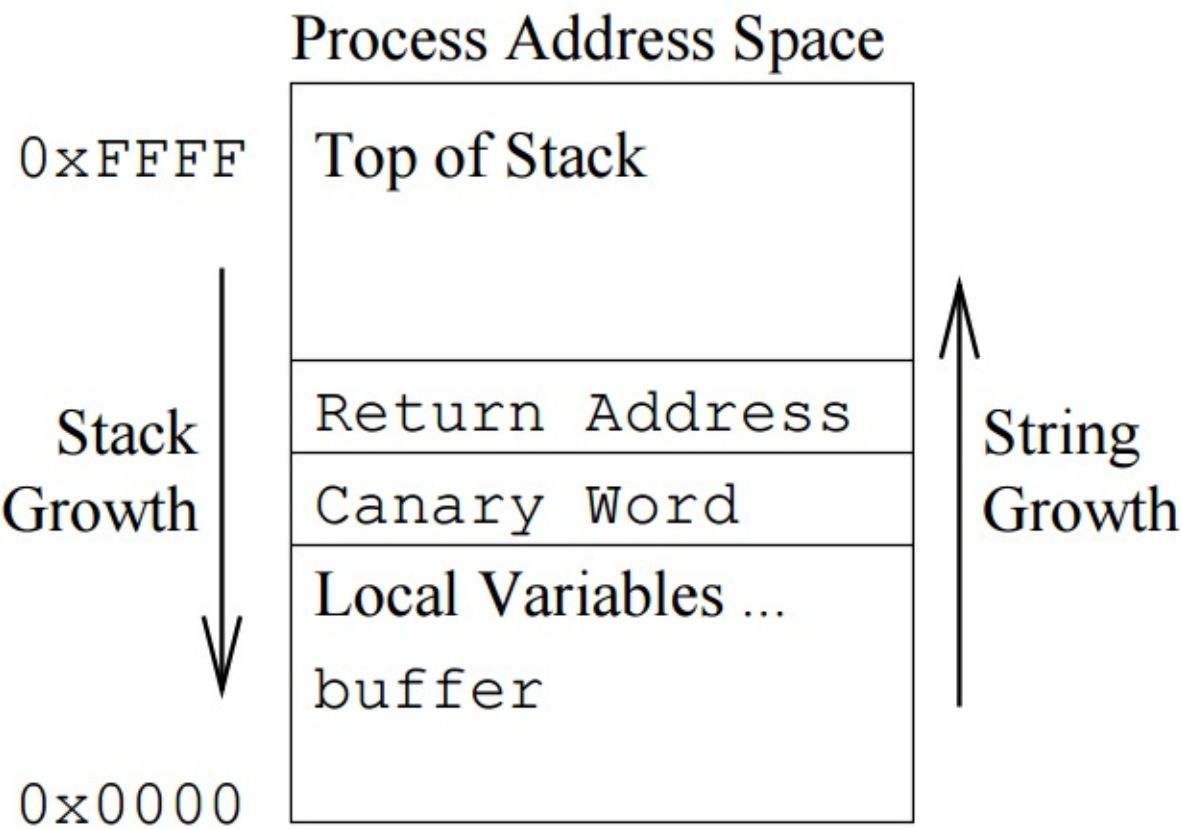 Process Address Space
0xFFFF
Top of Stack
Return Address
Stack
Growth
Canary Word
String
Growth
Local Variables ...
buffer
0x0000